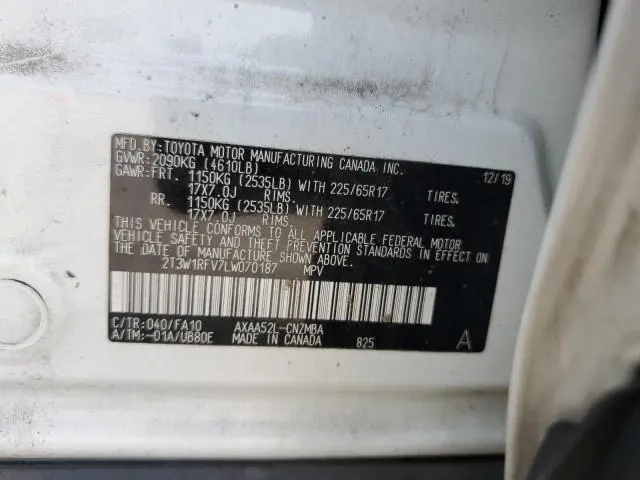 MFD.BY: TOYOTA MOTOR MANUFACTURING CANADA INC.
GVWR: 2090KG (4610LB) 12/19
GAWR: FRT. 1150KG (2535LB) WITH 225/65R17 TIRES,
17X7.0J RIMS.
RR. 1150KG (2535LB) WITH 225/65R17 TIRES,
17X7.0J RIMS.
THIS VEHICLE CONFORMS TO ALL APPLICABLE FEDERAL MOTOR
VEHICLE SAFETY AND THEFT PREVENTION STANDARDS IN EFFECT ON
THE DATE OF MANUFACTURE SHOWN ABOVE.
2T3W1RFV7LW070187 MPV
C/TR: 040/FA10 AXAA52L-CNZMBA
A/TM: -01A/UB80E MADE IN CANADA 825 A